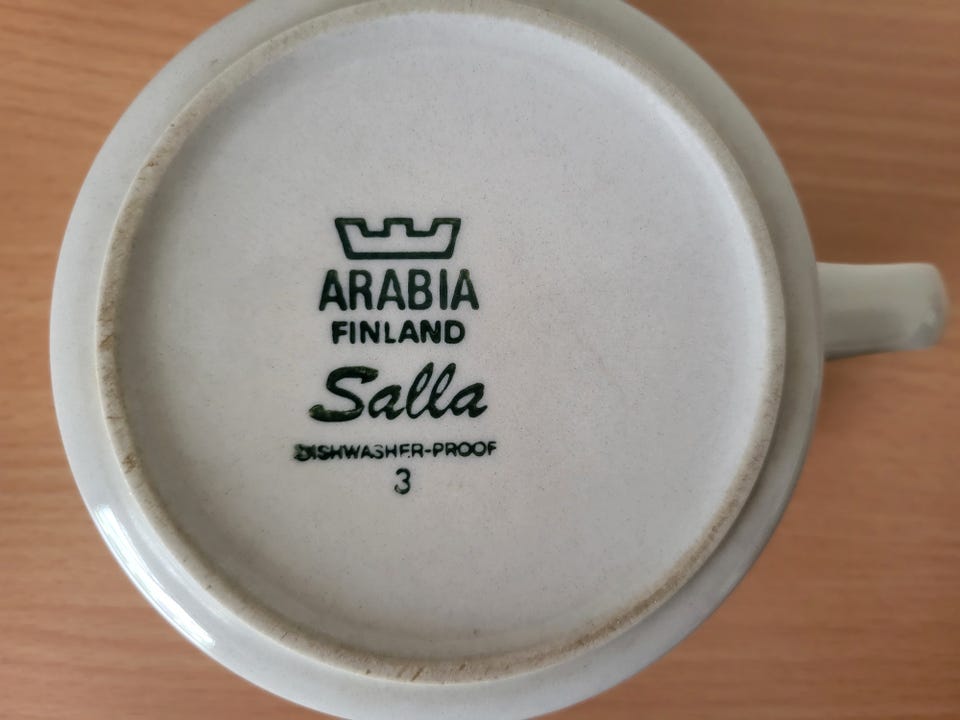 ARABIA
FINLAND
Salla
DISHWASHER-PROOF
3